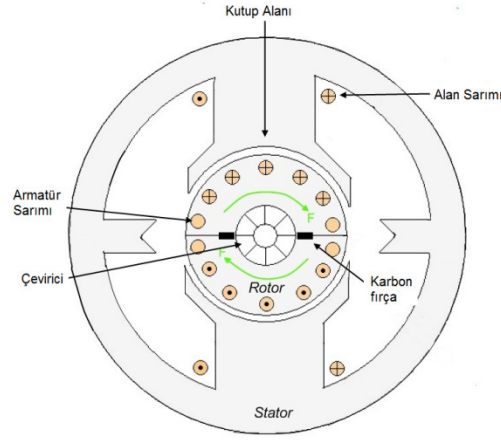 Kutup Alanı
Alan Sarımı
Armatür
Sarımı
F
F
Çevirici
Karbon
fırça
Rotor
Stator